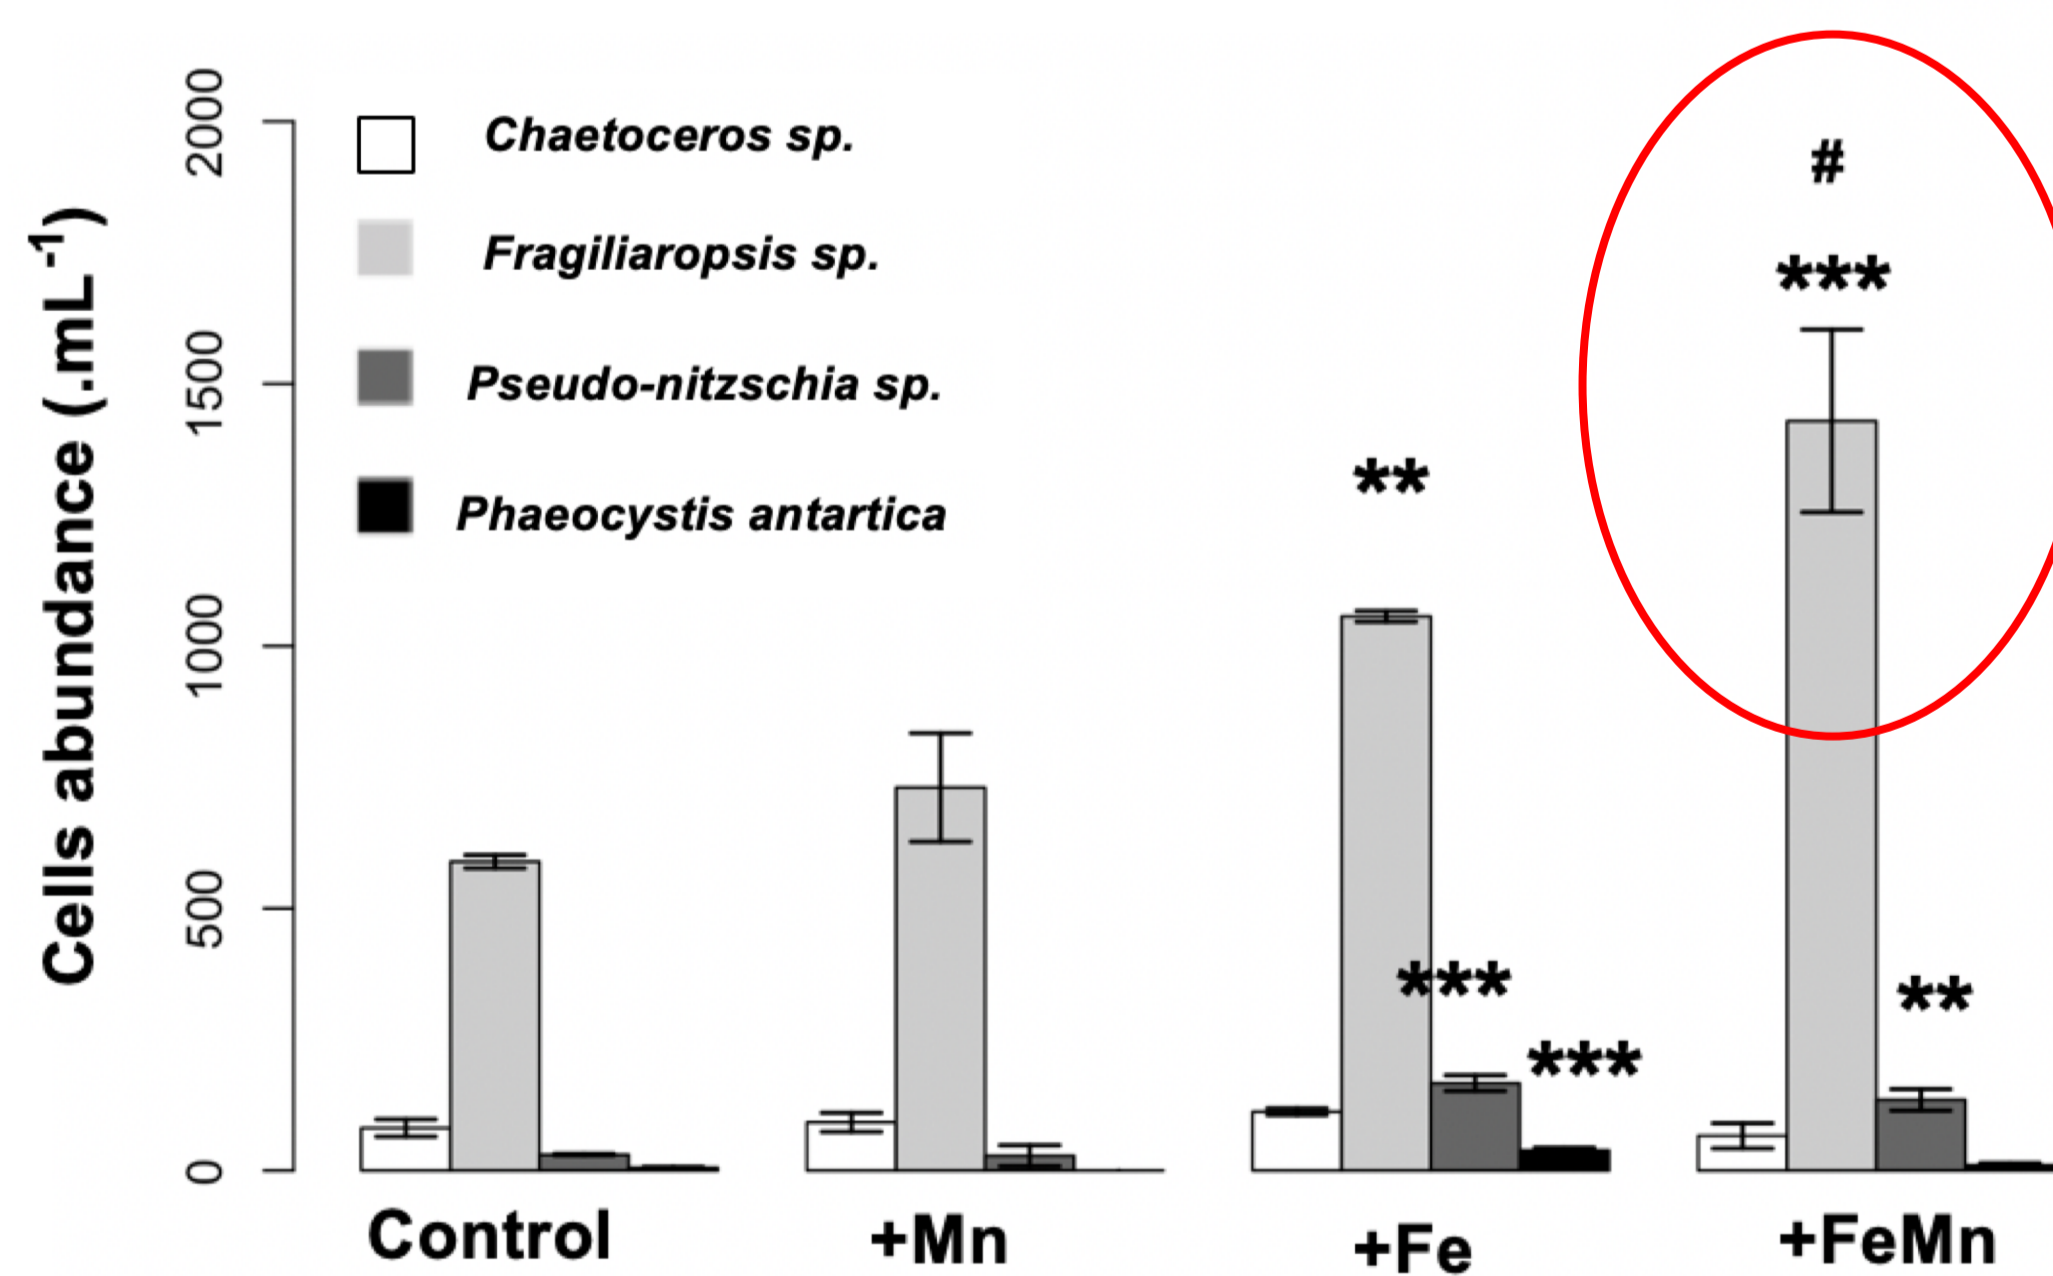 Cells abundance (.mL-1)
2000
1500
1000
500
0
Chaetoceros sp.
Fragiliaropsis sp.
Pseudo-nitzschia sp.
Phaeocystis antartica
#
***
**
***
***
**
Control
+Mn
+Fe
+FeMn